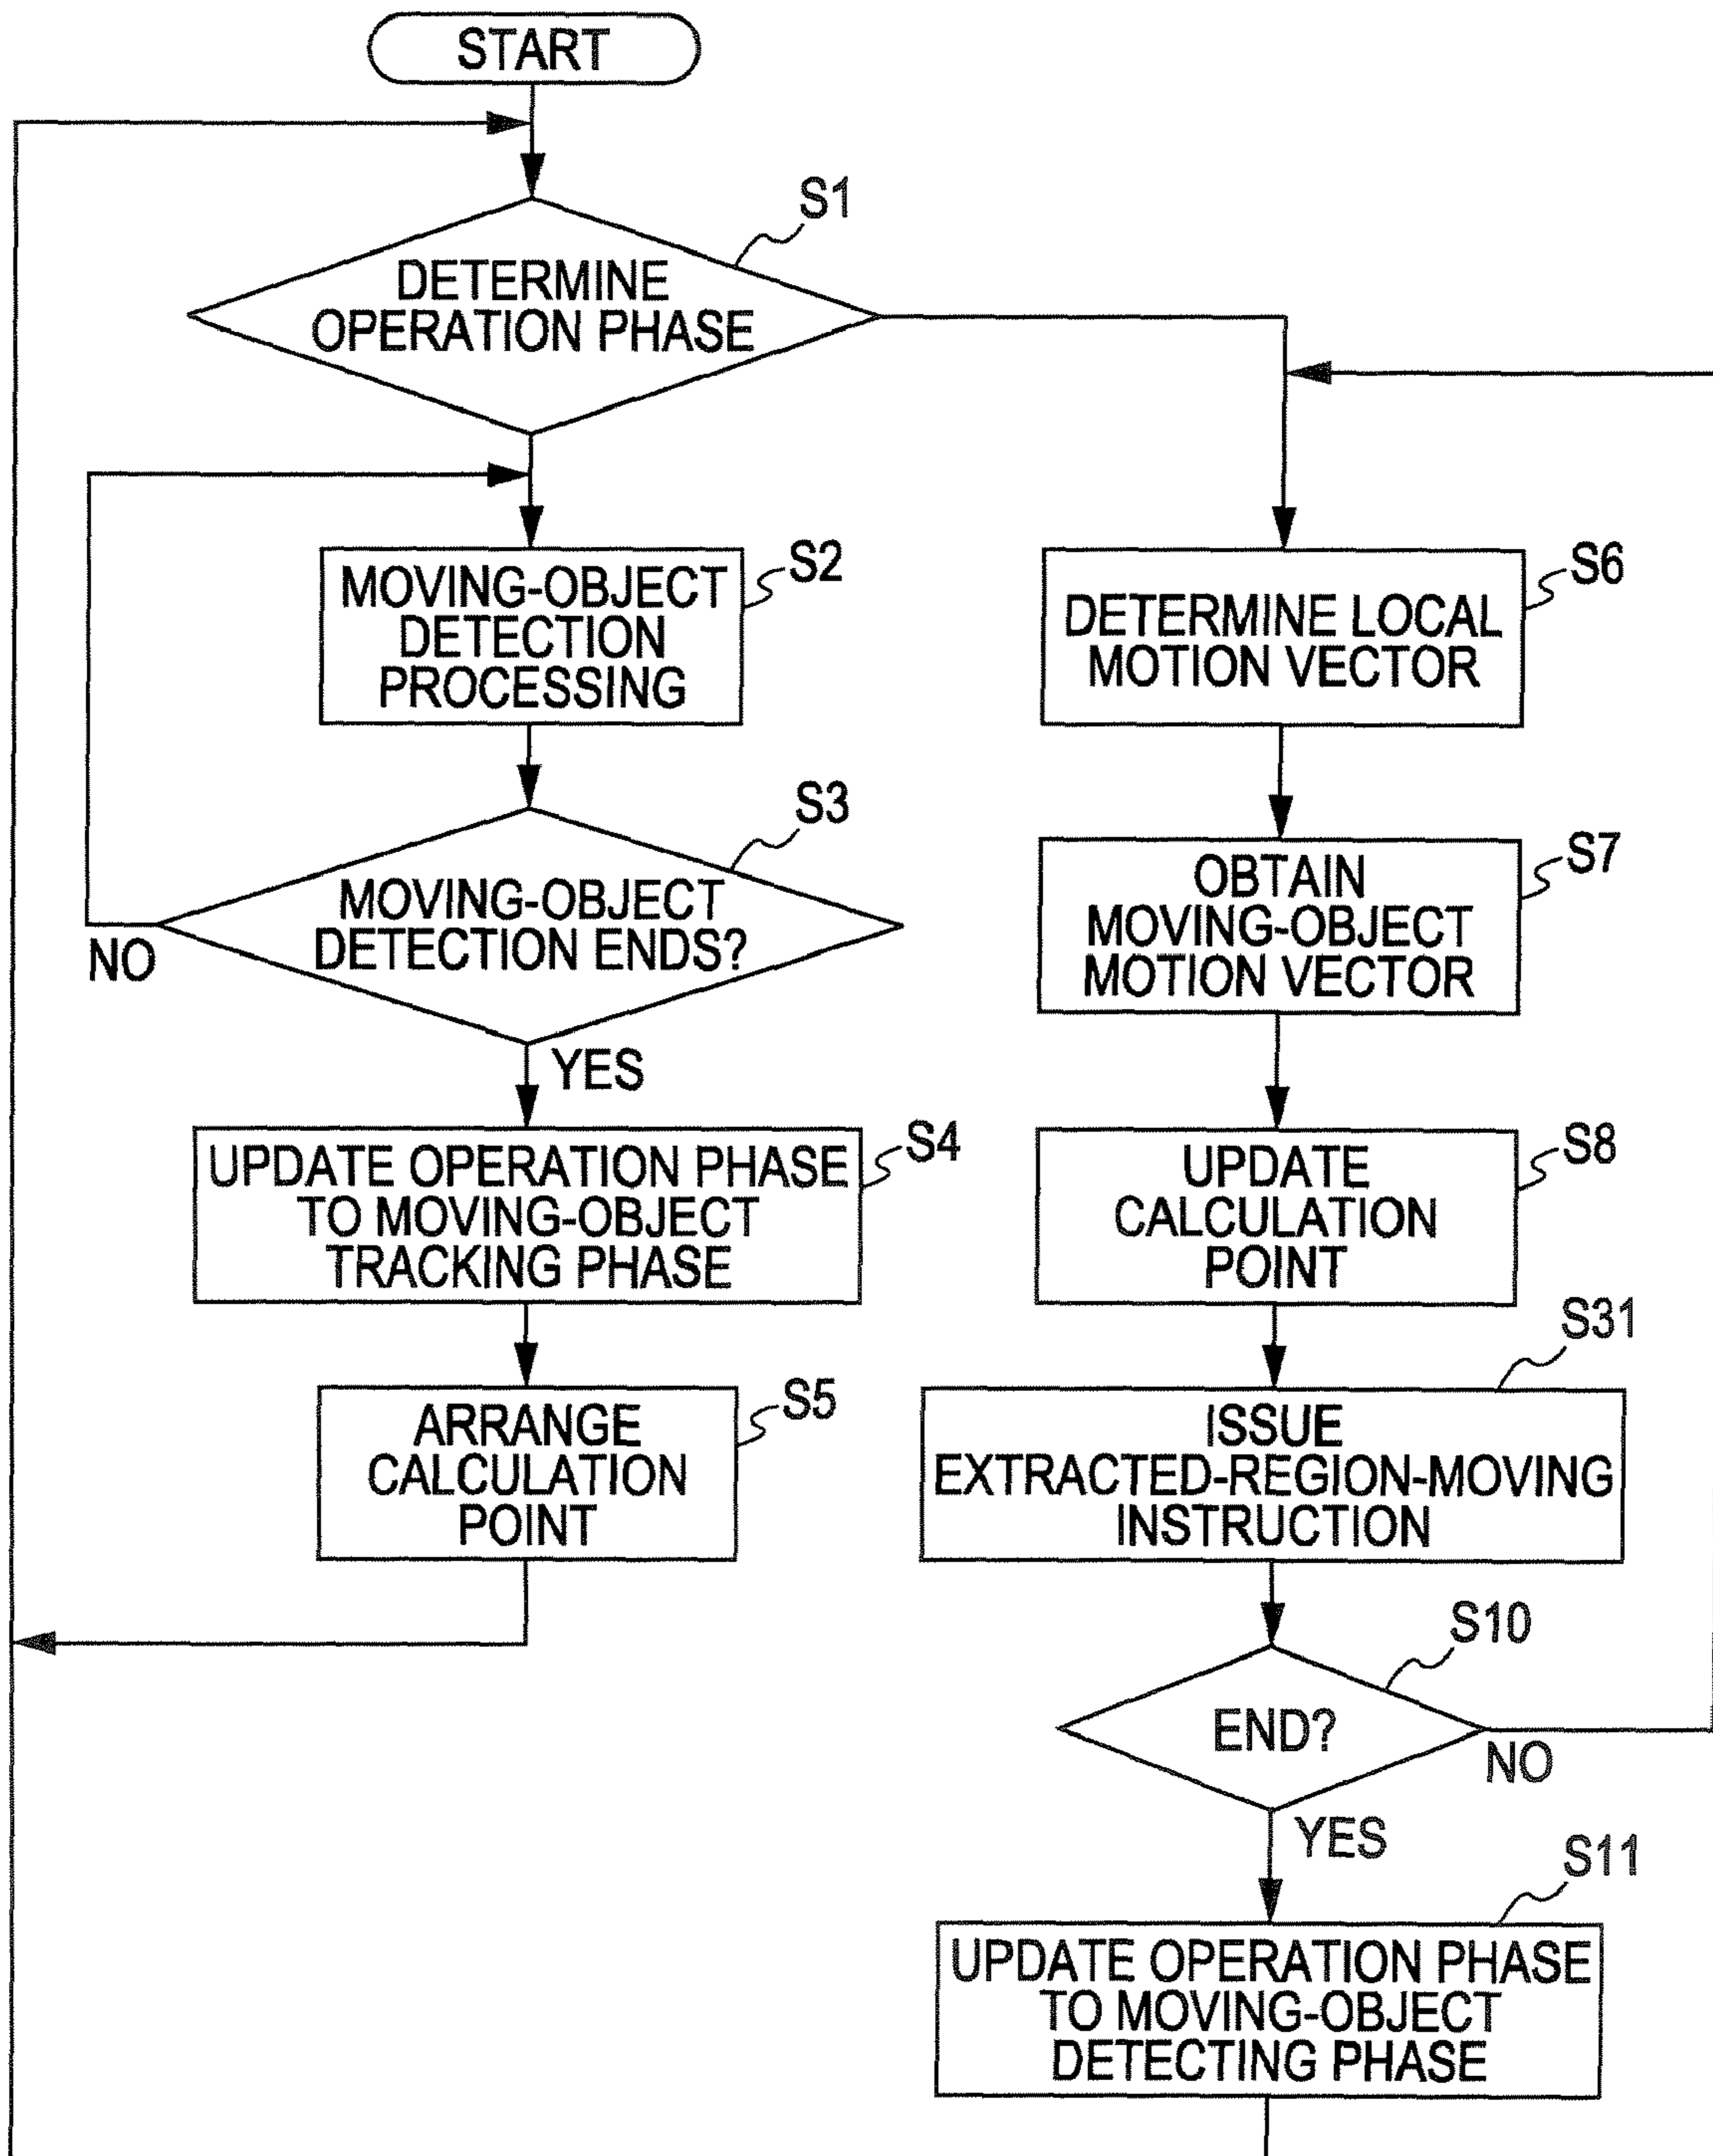 START
S1
DETERMINE
OPERATION PHASE
S2
MOVING-OBJECT
DETECTION
PROCESSING
S3
MOVING-OBJECT
DETECTION ENDS?
NO
YES
S4
UPDATE OPERATION PHASE
TO MOVING-OBJECT
TRACKING PHASE
S5
ARRANGE
CALCULATION
POINT
S6
DETERMINE LOCAL
MOTION VECTOR
S7
OBTAIN
MOVING-OBJECT
MOTION VECTOR
S8
UPDATE
CALCULATION
POINT
S31
ISSUE
EXTRACTED-REGION-MOVING
INSTRUCTION
S10
END?
NO
YES
S11
UPDATE OPERATION PHASE
TO MOVING-OBJECT
DETECTING PHASE